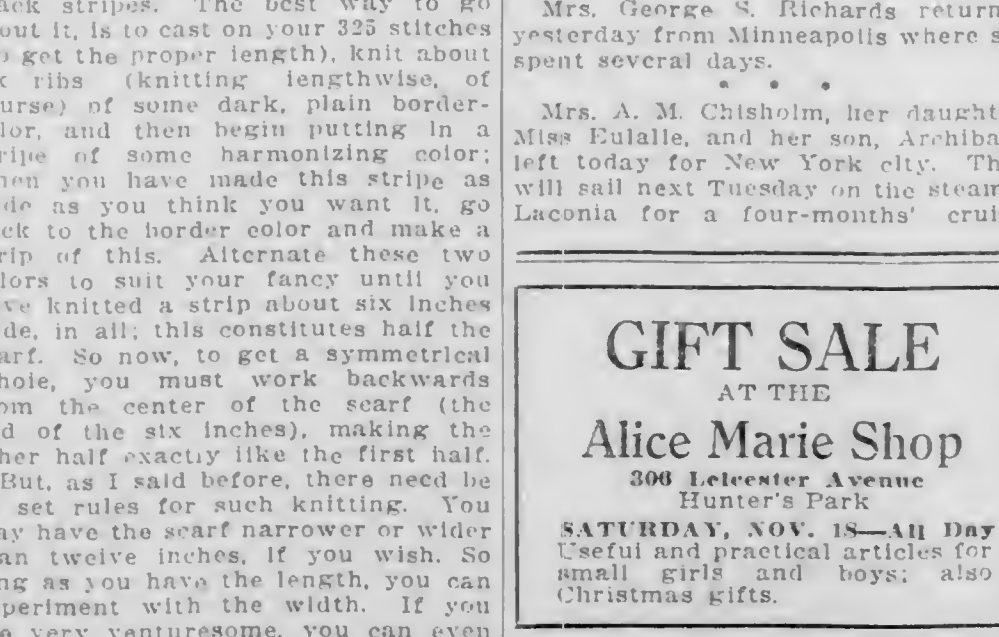 ack stripes. The best way to go
out it, is to cast on your 325 stitches
o get the proper length), knit about
x ribs (knitting lengthwise, of
urse) of some dark, plain border-
lor, and then begin putting in a
ripe of some harmonizing color;
hen you have made this stripe as
ide as you think you want it, go
ck to the border color and make a
rip of this. Alternate these two
lors to suit your fancy until you
ve knitted a strip about six inches
de, in all; this constitutes half the
arf. So now, to get a symmetrical
hole, you must work backwards
om the center of the scarf (the
d of the six inches), making the
her half exactly like the first half.
But, as I said before, there need be
set rules for such knitting. You
ay have the scarf narrower or wider
an twelve inches, if you wish. So
ng as you have the length, you can
periment with the width. If you
e very venturesome, you can even
Mrs. George S. Richards return
yesterday from Minneapolis where s
spent several days.
* * *
Mrs. A. M. Chisholm, her daught
Miss Eulalie, and her son, Archiba
left today for New York city. Th
will sail next Tuesday on the steam
Laconia for a four-months' crui
GIFT SALE
AT THE
Alice Marie Shop
306 Leicester Avenue
Hunter's Park
SATURDAY, NOV. 18—All Day
Useful and practical articles for
small girls and boys; also
Christmas gifts.